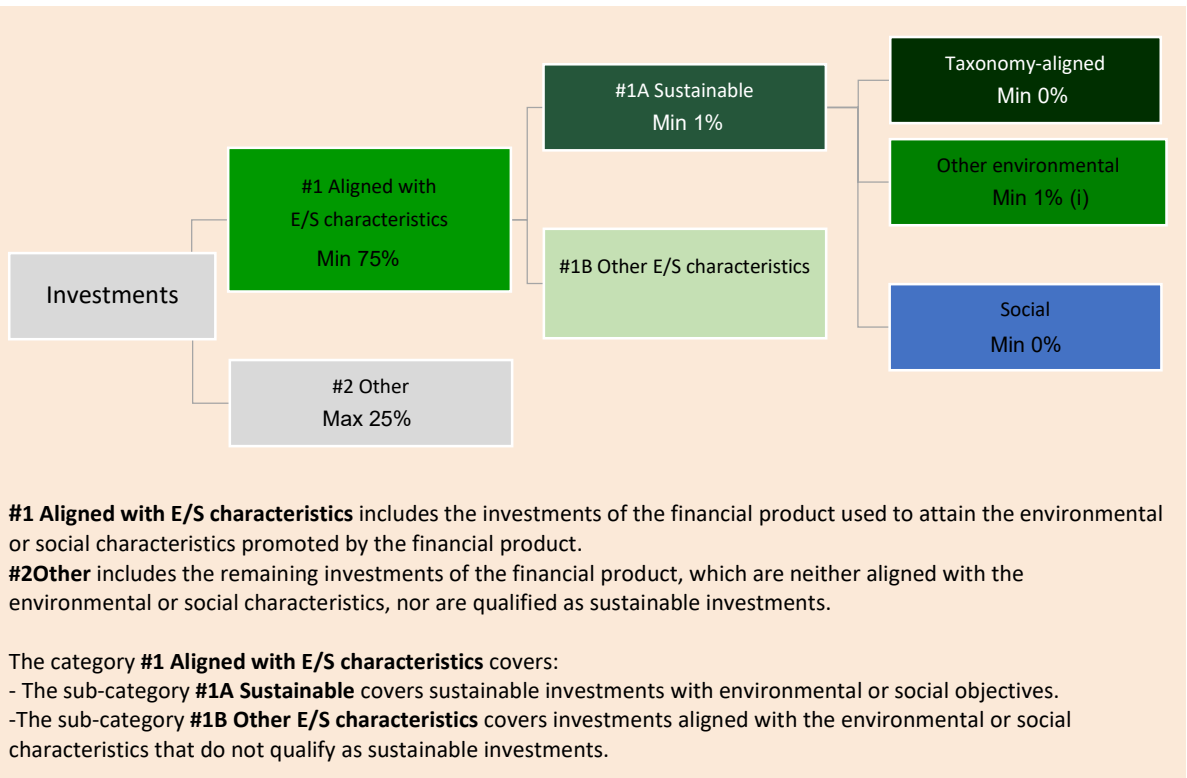 Investments
#1 Aligned with
E/S characteristics
Min 75%
#2 Other
Max 25%
#1A Sustainable
Min 1%
#1B Other E/S characteristics
Taxonomy-aligned
Min 0%
Other environmental
Min 1% (i)
Social
Min 0%
#1 Aligned with E/S characteristics includes the investments of the financial product used to attain the environmental
or social characteristics promoted by the financial product.
#2Other includes the remaining investments of the financial product, which are neither aligned with the
environmental or social characteristics, nor are qualified as sustainable investments.
The category #1 Aligned with E/S characteristics covers:
- The sub-category #1A Sustainable covers sustainable investments with environmental or social objectives.
-The sub-category #1B Other E/S characteristics covers investments aligned with the environmental or social
characteristics that do not qualify as sustainable investments.